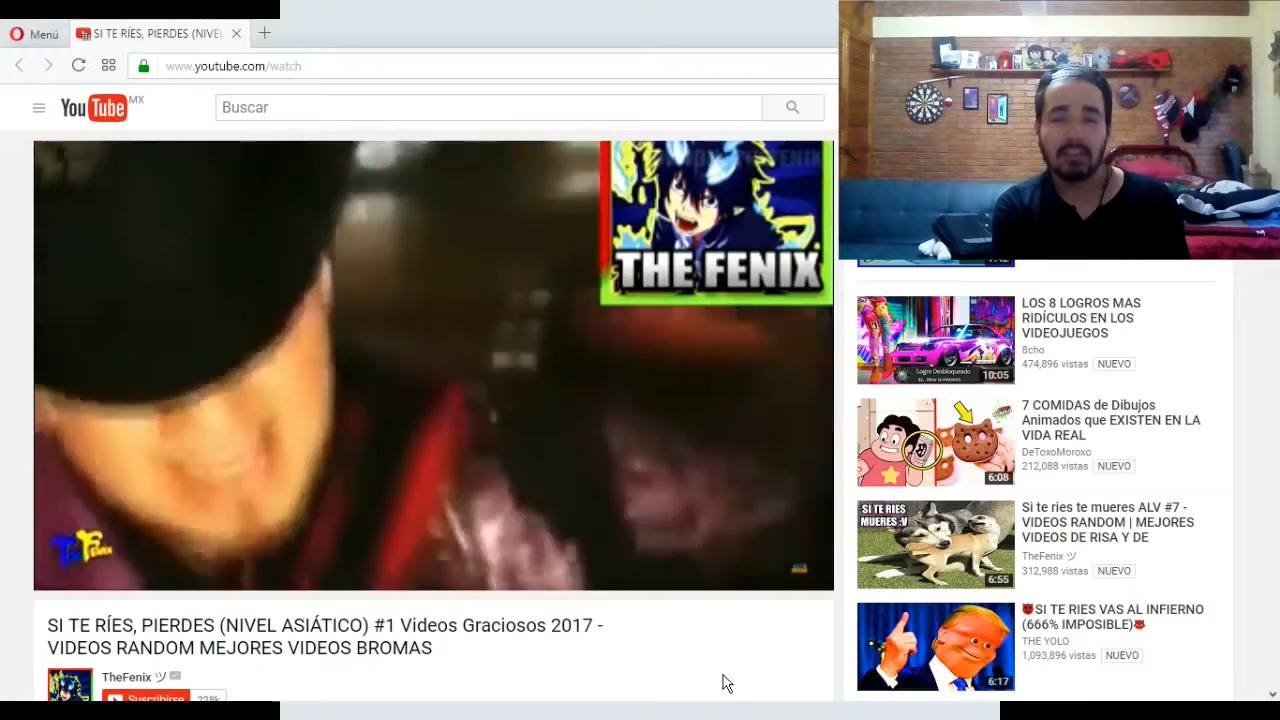 Menú
SI TE RÍES, PIERDES (NIVEL
www.youtube.com/watch
YouTube MX
Buscar
THE FENIX
The Fenix
SI TE RÍES, PIERDES (NIVEL ASIÁTICO) #1 Videos Graciosos 2017 -
VIDEOS RANDOM MEJORES VIDEOS BROMAS
TheFenix ツ
Suscribirse 228k
LOS 8 LOGROS MAS
RIDÍCULOS EN LOS
VIDEOJUEGOS
8cho
474,896 vistas NUEVO
Logro Desbloqueado
10:05
7 COMIDAS de Dibujos
Animados que EXISTEN EN LA
VIDA REAL
DeToxoMoroxo
212,088 vistas NUEVO
6:08
SI TE RIES
MUERES :V
6:55
Si te ries te mueres ALV #7 -
VIDEOS RANDOM | MEJORES
VIDEOS DE RISA Y DE
TheFenix ツ
312,988 vistas NUEVO
SI TE RIES VAS AL INFIERNO
(666% IMPOSIBLE)
THE YOLO
1,093,896 vistas NUEVO
6:17